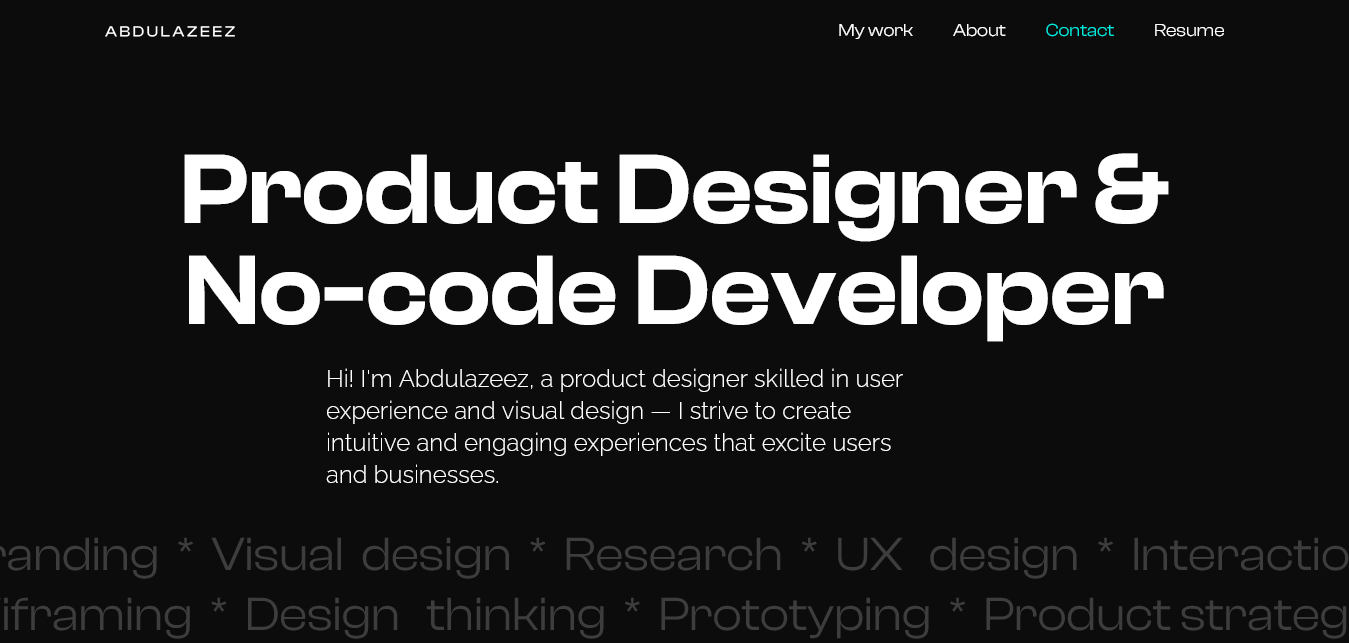 ABDULAZEEZ
My work About Contact Resume
Product Designer &
No-code Developer
Hi! I'm Abdulazeez, a product designer skilled in user
experience and visual design — I strive to create
intuitive and engaging experiences that excite users
and businesses.
randing * Visual design * Research * UX design * Interactio
iframing * Design thinking * Prototyping * Product strateg